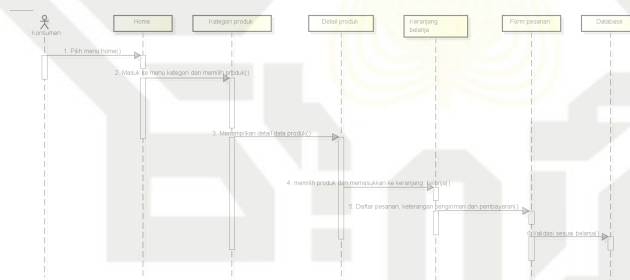 Konsumen
Home
Kategori produk
Detail produk
Keranjang
belanja
Form pesanan
Database
1. Pilih menu home()
2. Masuk ke menu kategori dan memilih produk()
3. Menampilkan detail data produk()
4. memilih produk dan memasukkan ke keranjang belanja()
5. Daftar pesanan, keterangan pengiriman dan pembayaran()
6. Validasi sesuai belanja()